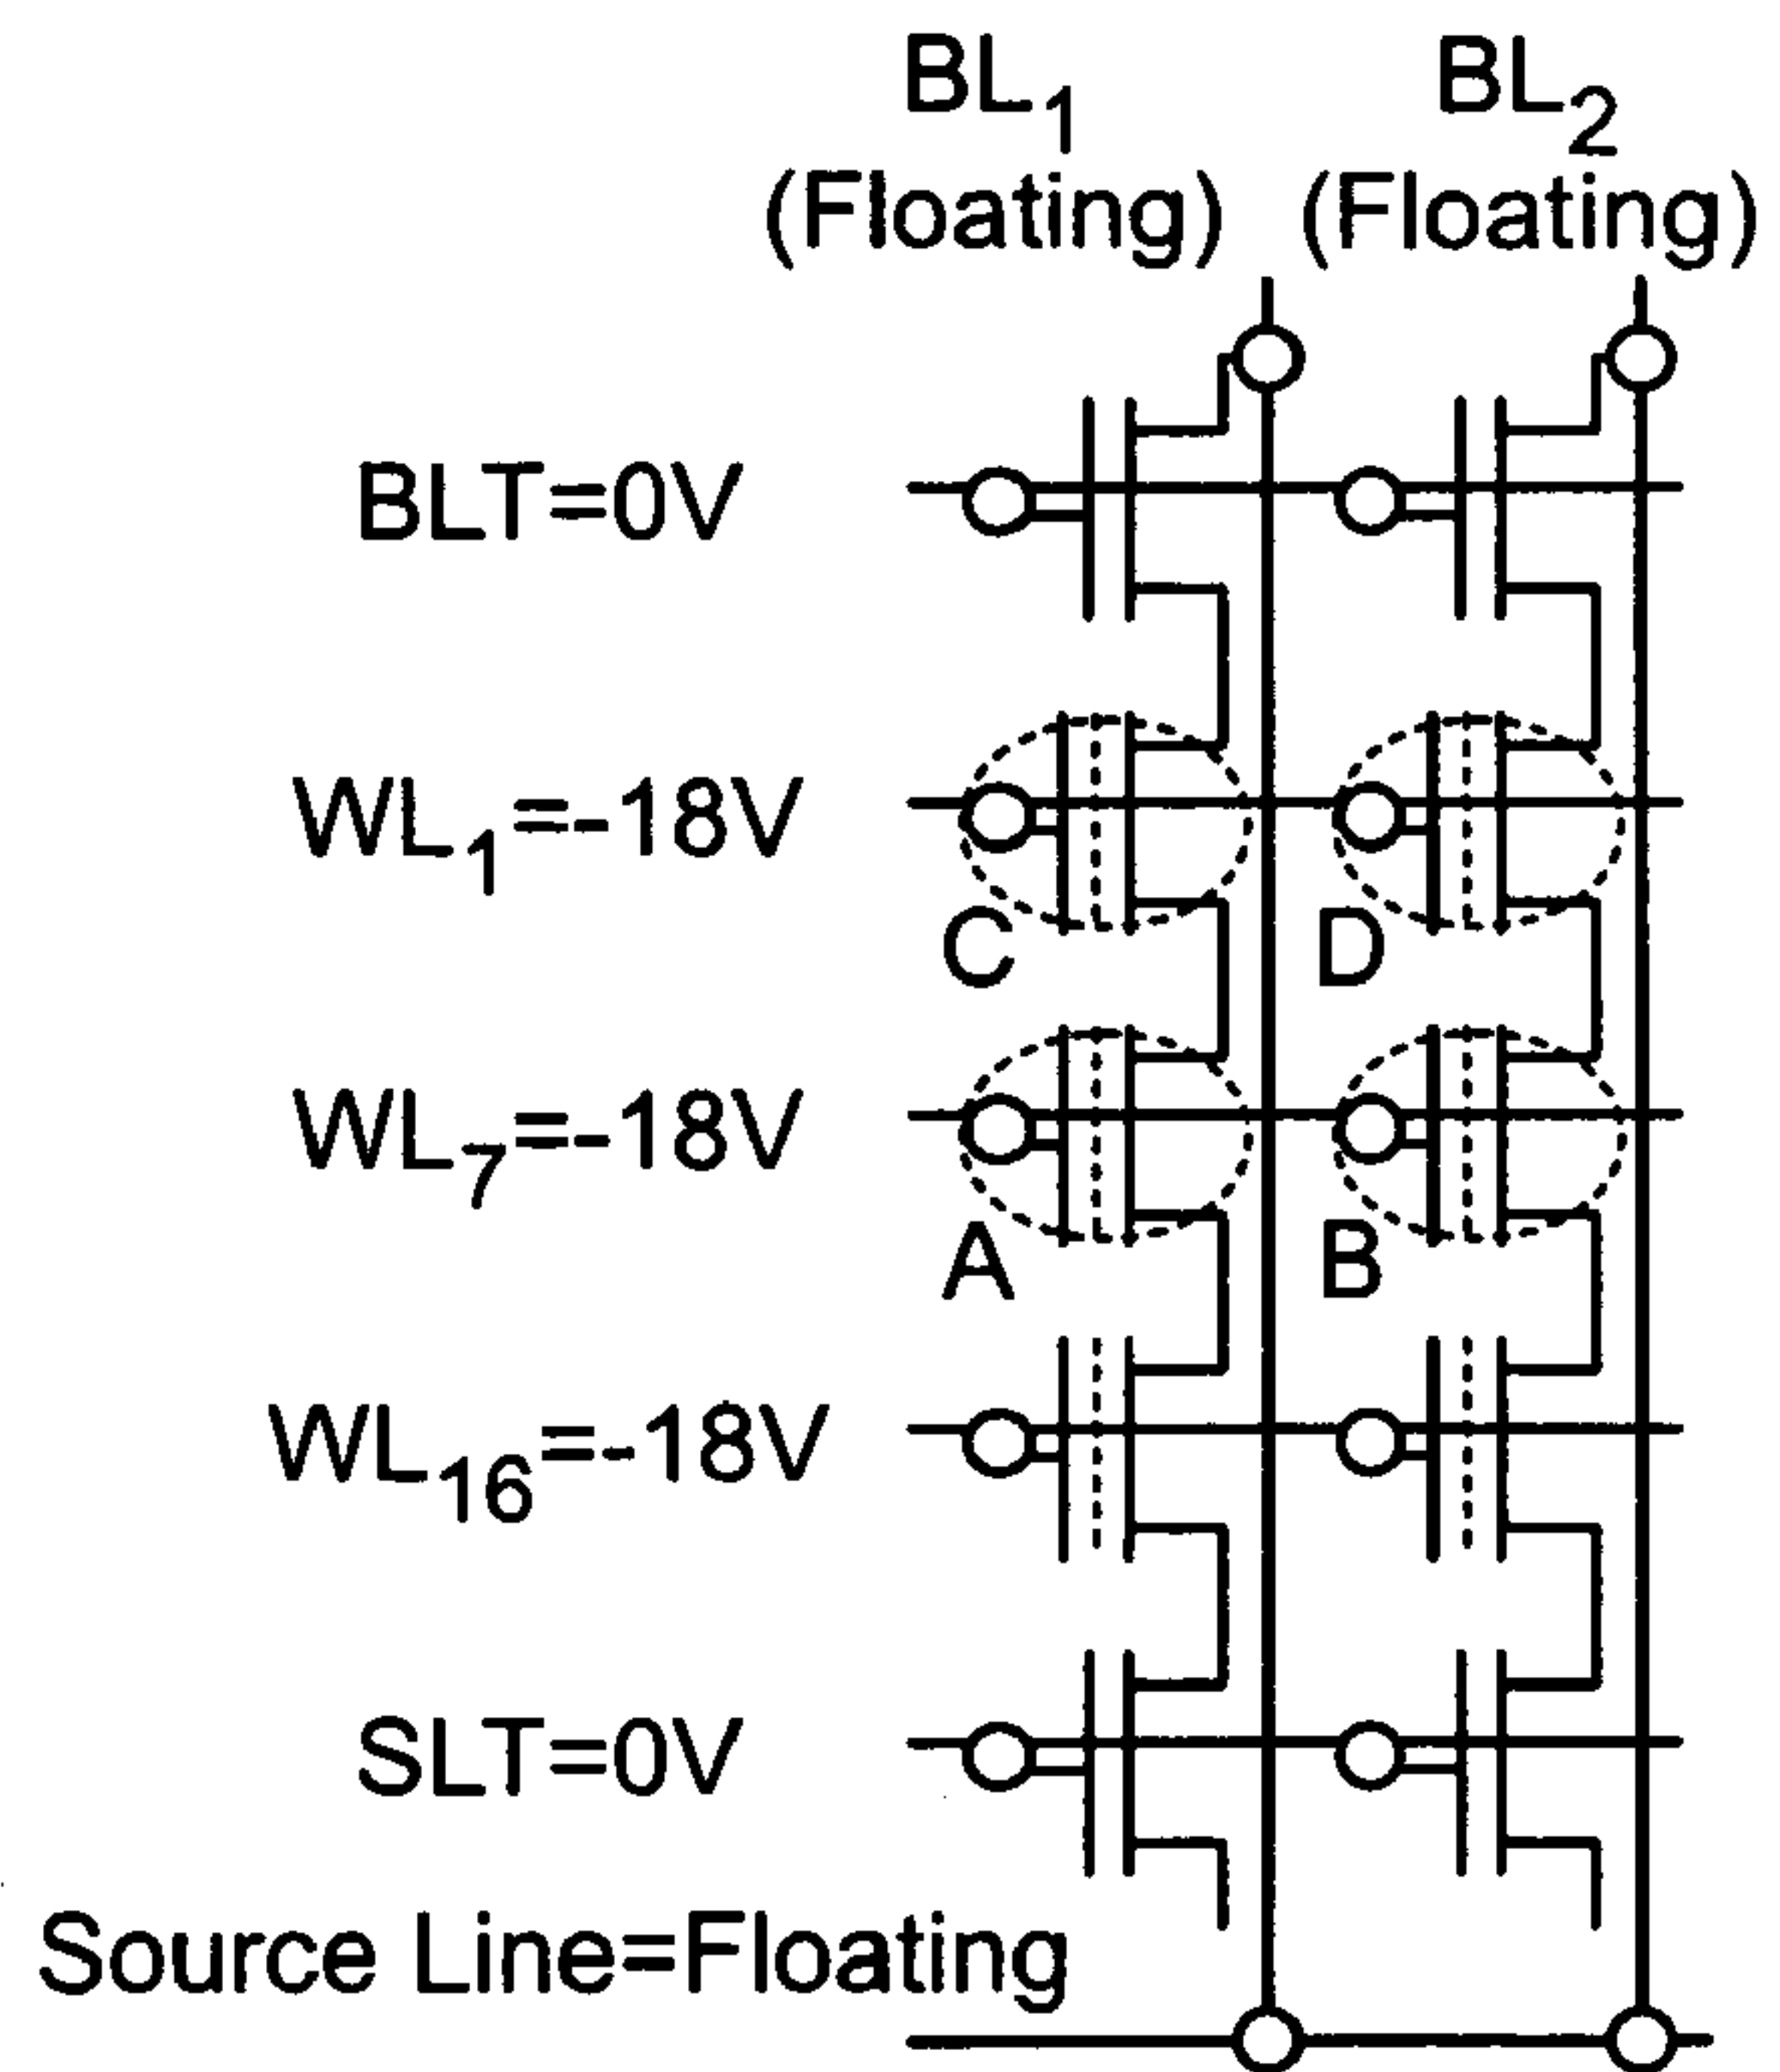 BL1 BL2
(Floating) (Floating)
BLT=0V
WL1=-18V
C D
WL7=-18V
A B
WL16=-18V
SLT=0V
Source Line=Floating